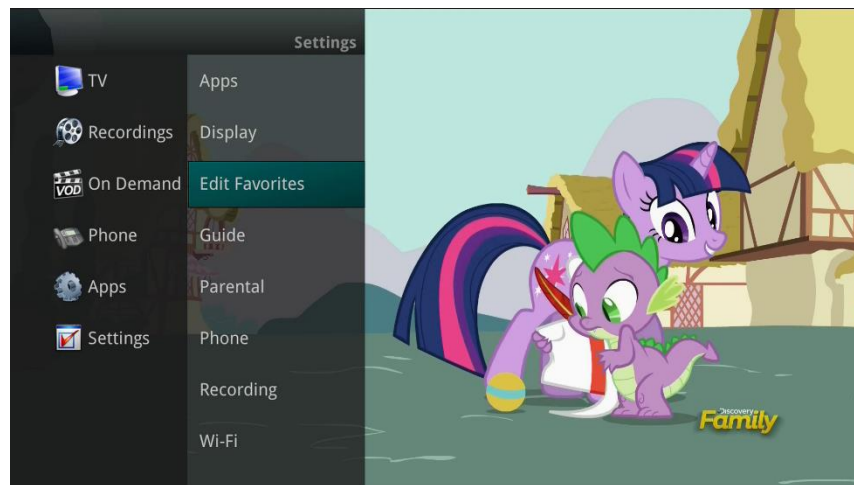 Settings
TV
Recordings
VOD
On Demand
Phone
Apps
Settings
Apps
Display
Edit Favorites
Guide
Parental
Phone
Recording
Wi-Fi
Discovery
Family